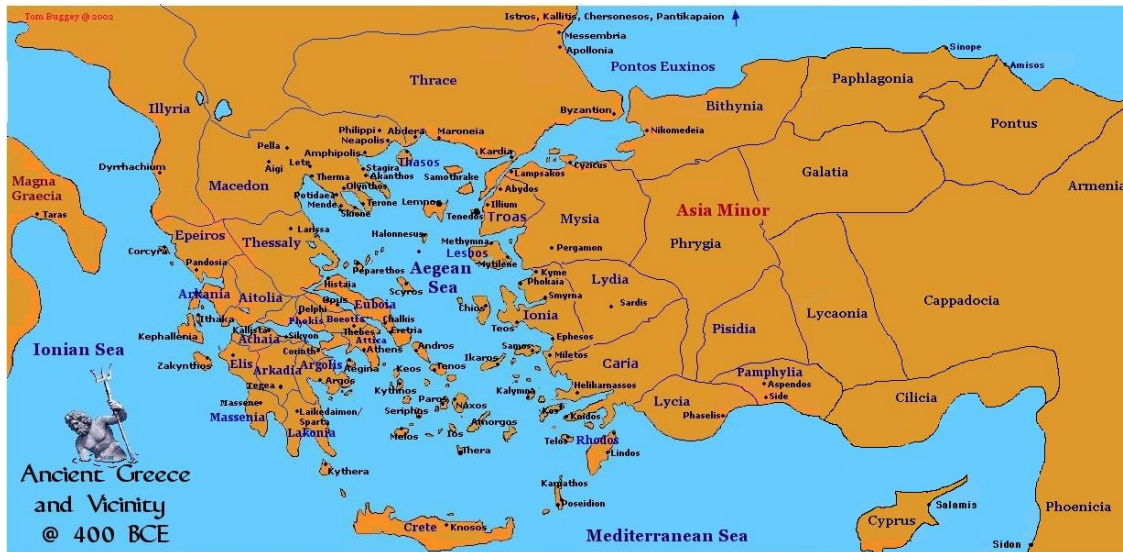 Tom Buggey @ 2002
Istros, Kallitis, Chersonesos, Pantikapaion
Messembria
Apollonia
Sinope
Amisos
Pontos Euxinos
Paphlagonia
Thrace
Illyria
Bithynia
Byzantion
Pontus
Nikomedeia
Philippi
Abdera
Maroneia
Neapolis
Pella
Amphipolis
Kardia
Cyzicus
Thasos
Dyrrhachium
Aigi
Lete
Stagira
Therma
Akanthos
Samothrake
Lampsakos
Galatia
Magna
Graecia
Macedon
Olynthos
Potidaea
Abydos
Armenia
Taras
Mende
Terone
Skione
Lemnos
Illium
Tenedos
Troas
Asia Minor
Mysia
Epeiros
Larissa
Thessaly
Halonnesus
Methymna
Phrygia
Corcyra
Pandosia
Lesbos
Pergamon
Mytilene
Aegean
Sea
Peparethos
Kyme
Phokaia
Lydia
Arkania
Aitolia
Histaia
Scyros
Smyrna
Sardis
Cappadocia
Opus
Euboia
Delphi
Chios
Ionia
Lycaonia
Ithaka
Phokis
Boeotia
Chalkis
Teos
Pisidia
Kallista
Thebes
Eretria
Kephallenia
Achaia
Sikyon
Attica
Ephesos
Ionian Sea
Corinth
Athens
Andros
Samos
Miletos
Zakynthos
Elis
Argolis
Aegina
Keos
Tenos
Ikaros
Caria
Arkadia
Pamphylia
Tegea
Argos
Kythnos
Aspendos
Helikarnassos
Massene
Paros
Kalymna
Side
Cilicia
Massenia
Laikedaimon/
Sparta
Seriphos
Naxos
Kos
Knidos
Lycia
Phaselis
Lakonia
Amorgos
Melos
Ios
Telos
Rhodos
Thera
Lindos
Kythera
Ancient Greece
and Vicinity
@ 400 BCE
Karpathos
Poseidion
Crete
Knosos
Mediterranean Sea
Cyprus
Salamis
Phoenicia
Sidon